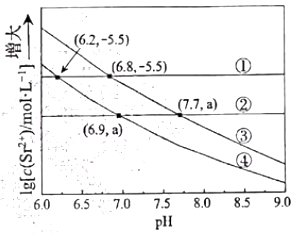 增大
lg[c(Sr²⁺)/mol·L⁻¹]
(6.2, -5.5)
(6.8, -5.5)
①
(7.7, a)
②
(6.9, a)
③
④
6.0 6.5 7.0 7.5 8.0 8.5 9.0
pH